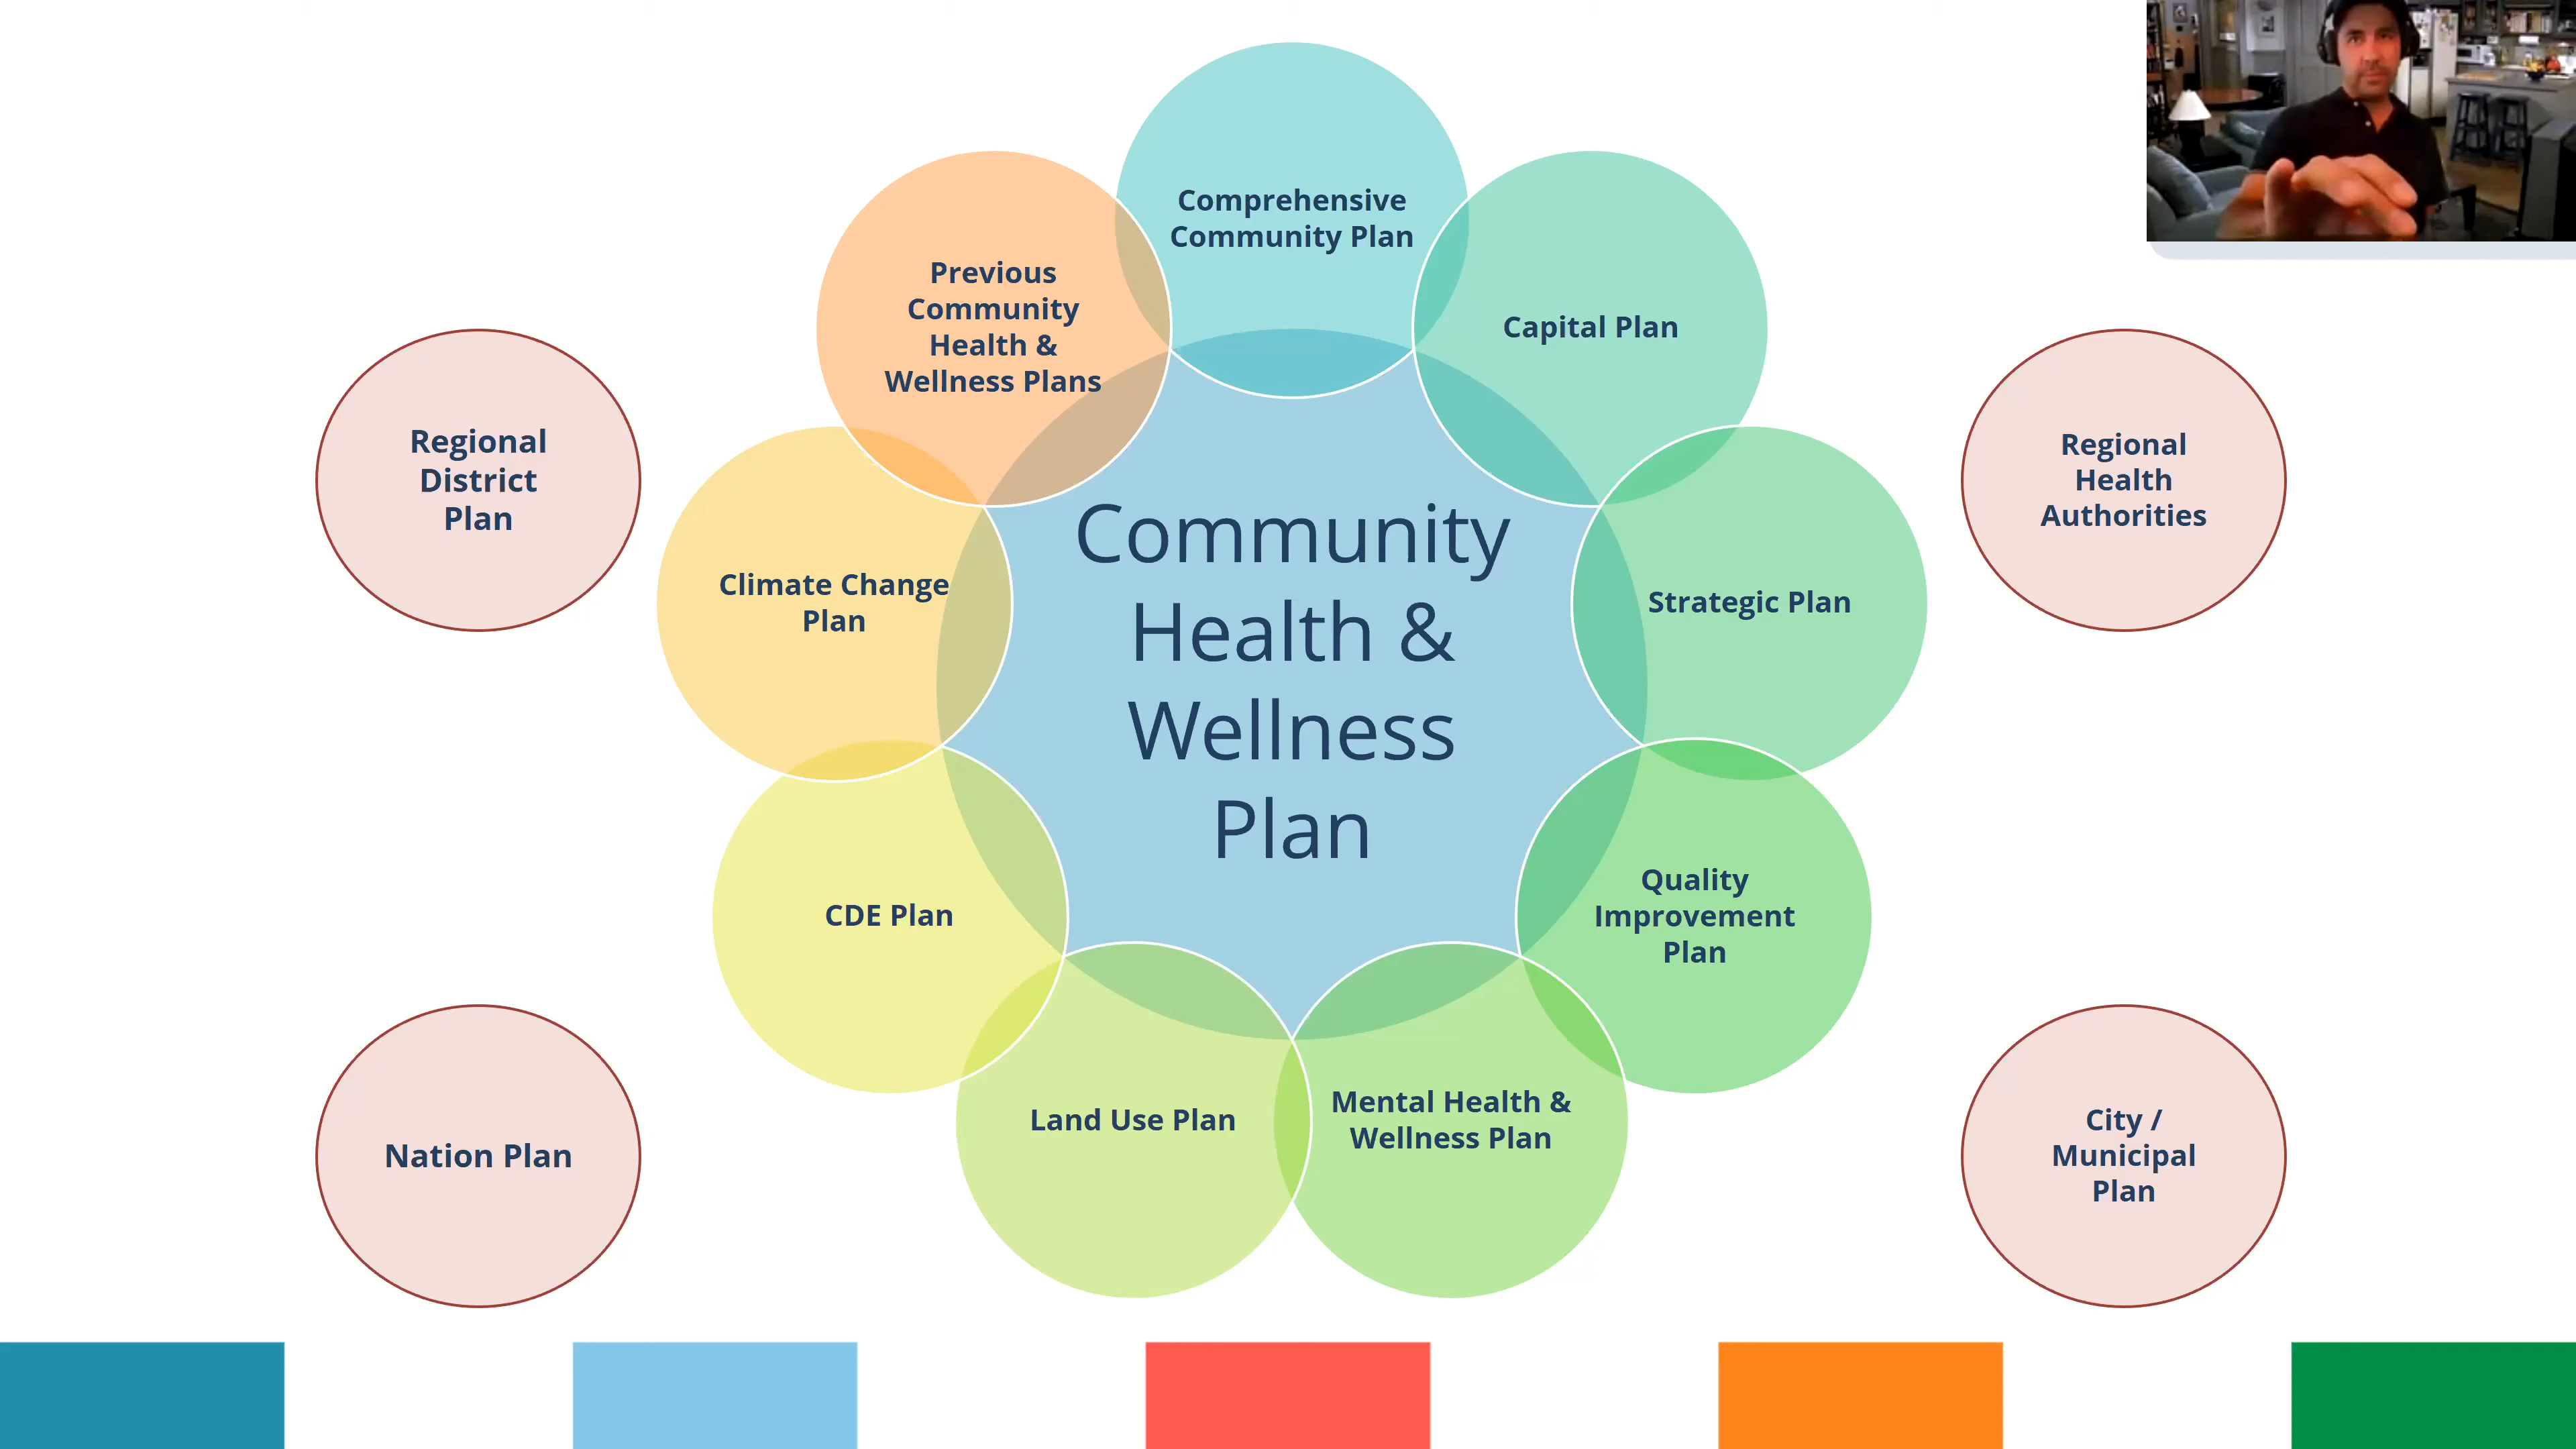 Comprehensive
Community Plan
Previous
Community
Health &
Wellness Plans
Capital Plan
Regional
District
Plan
Regional
Health
Authorities
Climate Change
Plan
Strategic Plan
Community
Health &
Wellness
Plan
CDE Plan
Quality
Improvement
Plan
Land Use Plan
Mental Health &
Wellness Plan
Nation Plan
City /
Municipal
Plan